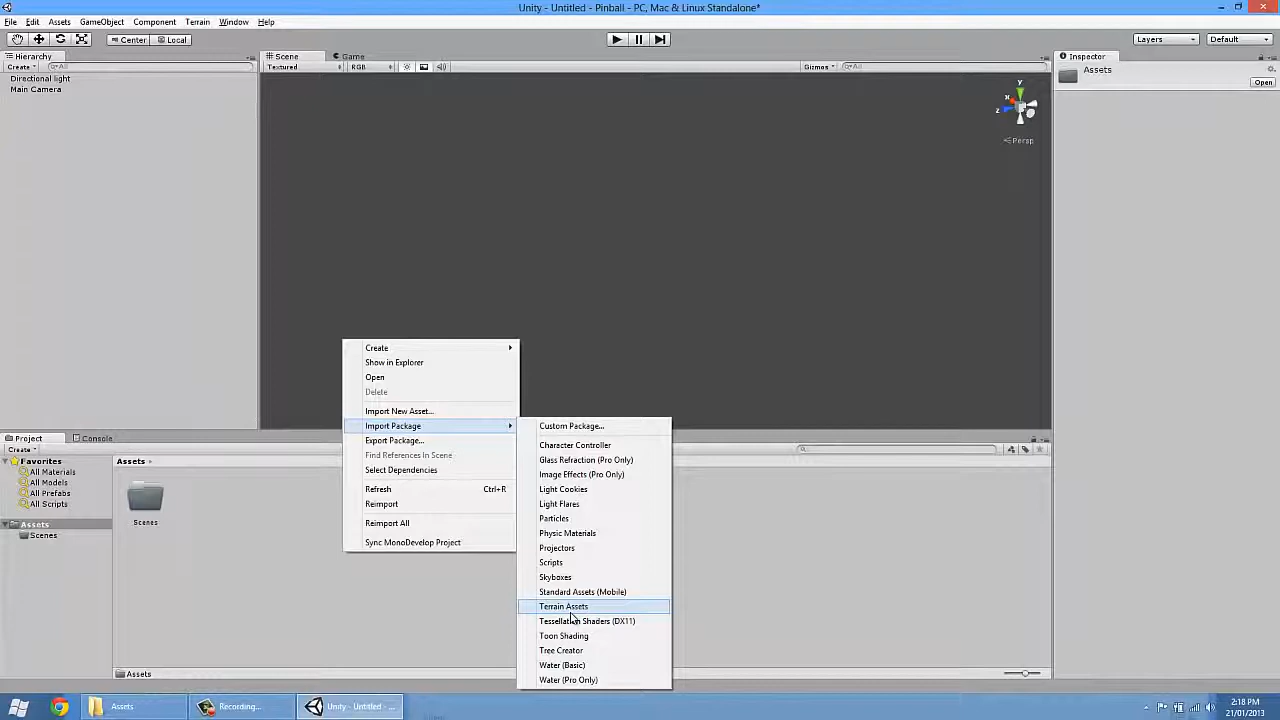 Unity - Untitled - Pinball - PC, Mac & Linux Standalone*
File Edit Assets GameObject Component Terrain Window Help
Center Local Layers Default
Hierarchy Scene Game Inspector
Create All Textured RGB Gizmos All Assets
Open
Directional light
Main Camera
y
x
z
Persp
Create
Show in Explorer
Open
Delete
Import New Asset...
Import Package
Export Package...
Find References In Scene
Select Dependencies
Refresh Ctrl+R
Reimport
Reimport All
Sync MonoDevelop Project
Custom Package...
Character Controller
Glass Refraction (Pro Only)
Image Effects (Pro Only)
Light Cookies
Light Flares
Particles
Physic Materials
Projectors
Scripts
Skyboxes
Standard Assets (Mobile)
Terrain Assets
Tessellation Shaders (DX11)
Toon Shading
Tree Creator
Water (Basic)
Water (Pro Only)
Project Console
Create
Favorites
All Materials
All Models
All Prefabs
All Scripts
Assets
Scenes
Assets
Scenes
Assets
Assets Recording... Unity - Untitled - ...
2:18 PM
21/01/2013